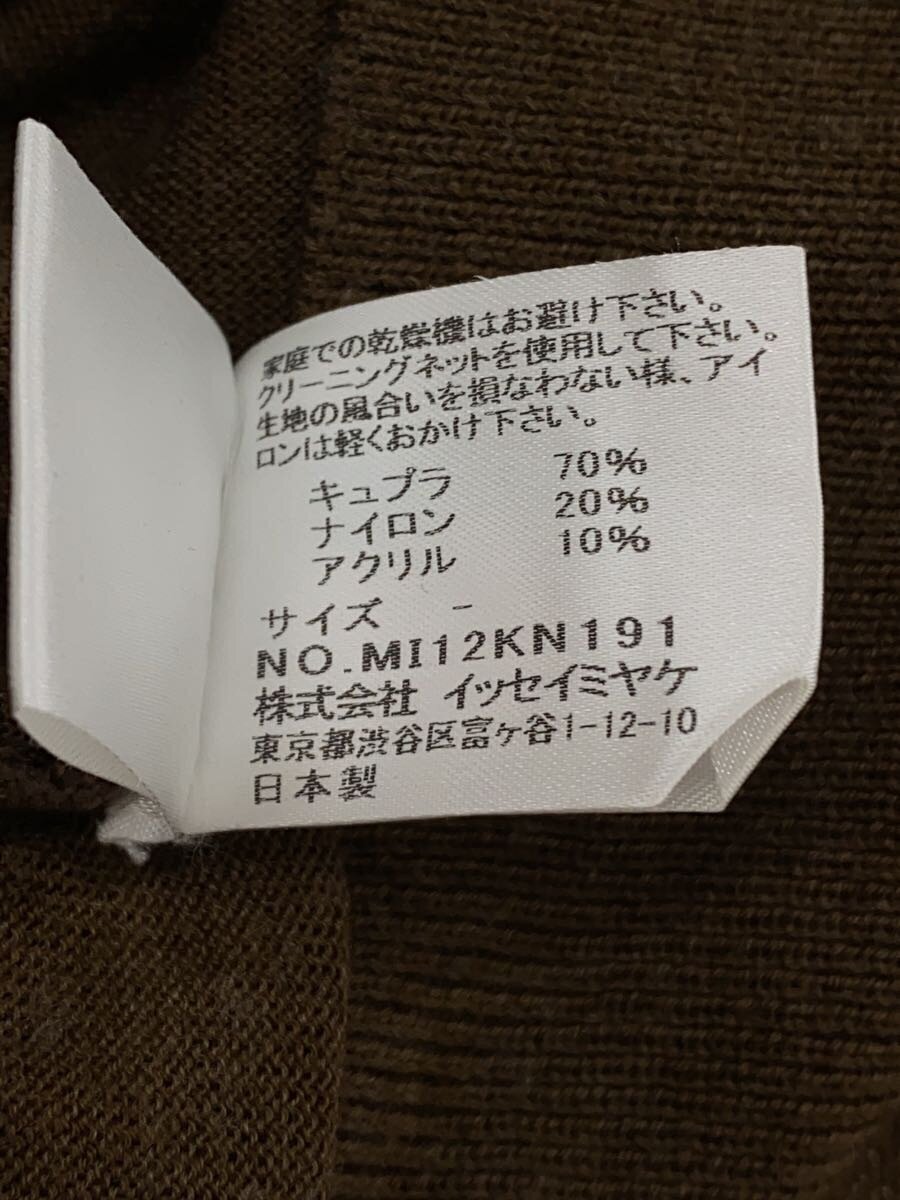 家庭での乾燥機はお避け下さい。
クリーニングネットを使用して下さい。
生地の風合いを損なわない様、アイ
ロンは軽くおかけ下さい。
キュプラ 70%
ナイロン 20%
アクリル 10%
サイズ -
NO.MI12KN191
株式会社 イッセイミヤケ
東京都渋谷区富ヶ谷1-12-10
日本製